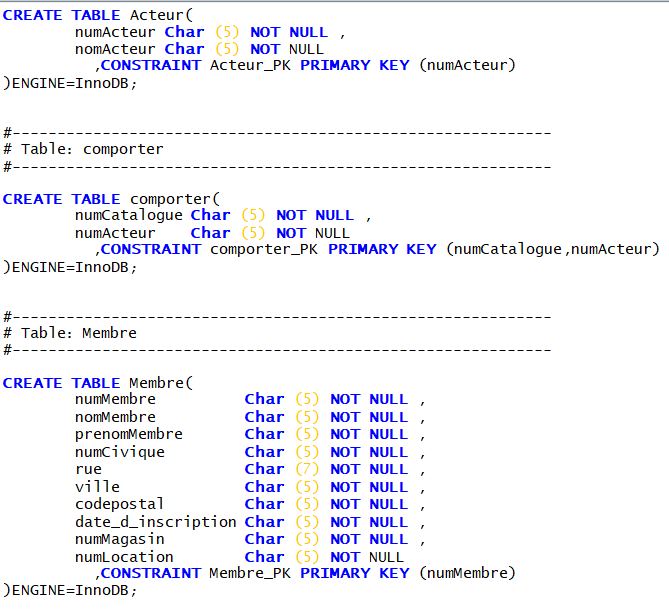 CREATE TABLE Acteur(
numActeur Char (5) NOT NULL ,
nomActeur Char (5) NOT NULL
,CONSTRAINT Acteur_PK PRIMARY KEY (numActeur)
)ENGINE=InnoDB;
#------------------------------------------------------------
# Table: comporter
#------------------------------------------------------------
CREATE TABLE comporter(
numCatalogue Char (5) NOT NULL ,
numActeur Char (5) NOT NULL
,CONSTRAINT comporter_PK PRIMARY KEY (numCatalogue,numActeur)
)ENGINE=InnoDB;
#------------------------------------------------------------
# Table: Membre
#------------------------------------------------------------
CREATE TABLE Membre(
numMembre Char (5) NOT NULL ,
nomMembre Char (5) NOT NULL ,
prenomMembre Char (5) NOT NULL ,
numCivique Char (5) NOT NULL ,
rue Char (7) NOT NULL ,
ville Char (5) NOT NULL ,
codepostal Char (5) NOT NULL ,
date_d_inscription Char (5) NOT NULL ,
numMagasin Char (5) NOT NULL ,
numLocation Char (5) NOT NULL
,CONSTRAINT Membre_PK PRIMARY KEY (numMembre)
)ENGINE=InnoDB;